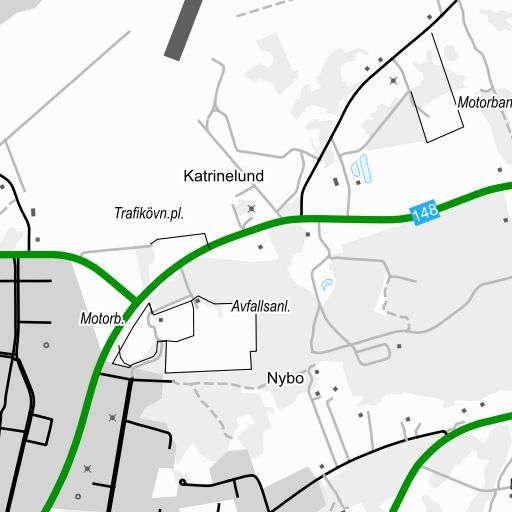 Motorban
Katrinelund
Trafikövn.pl.
148
Avfallsanl.
Motorb.
Nybo